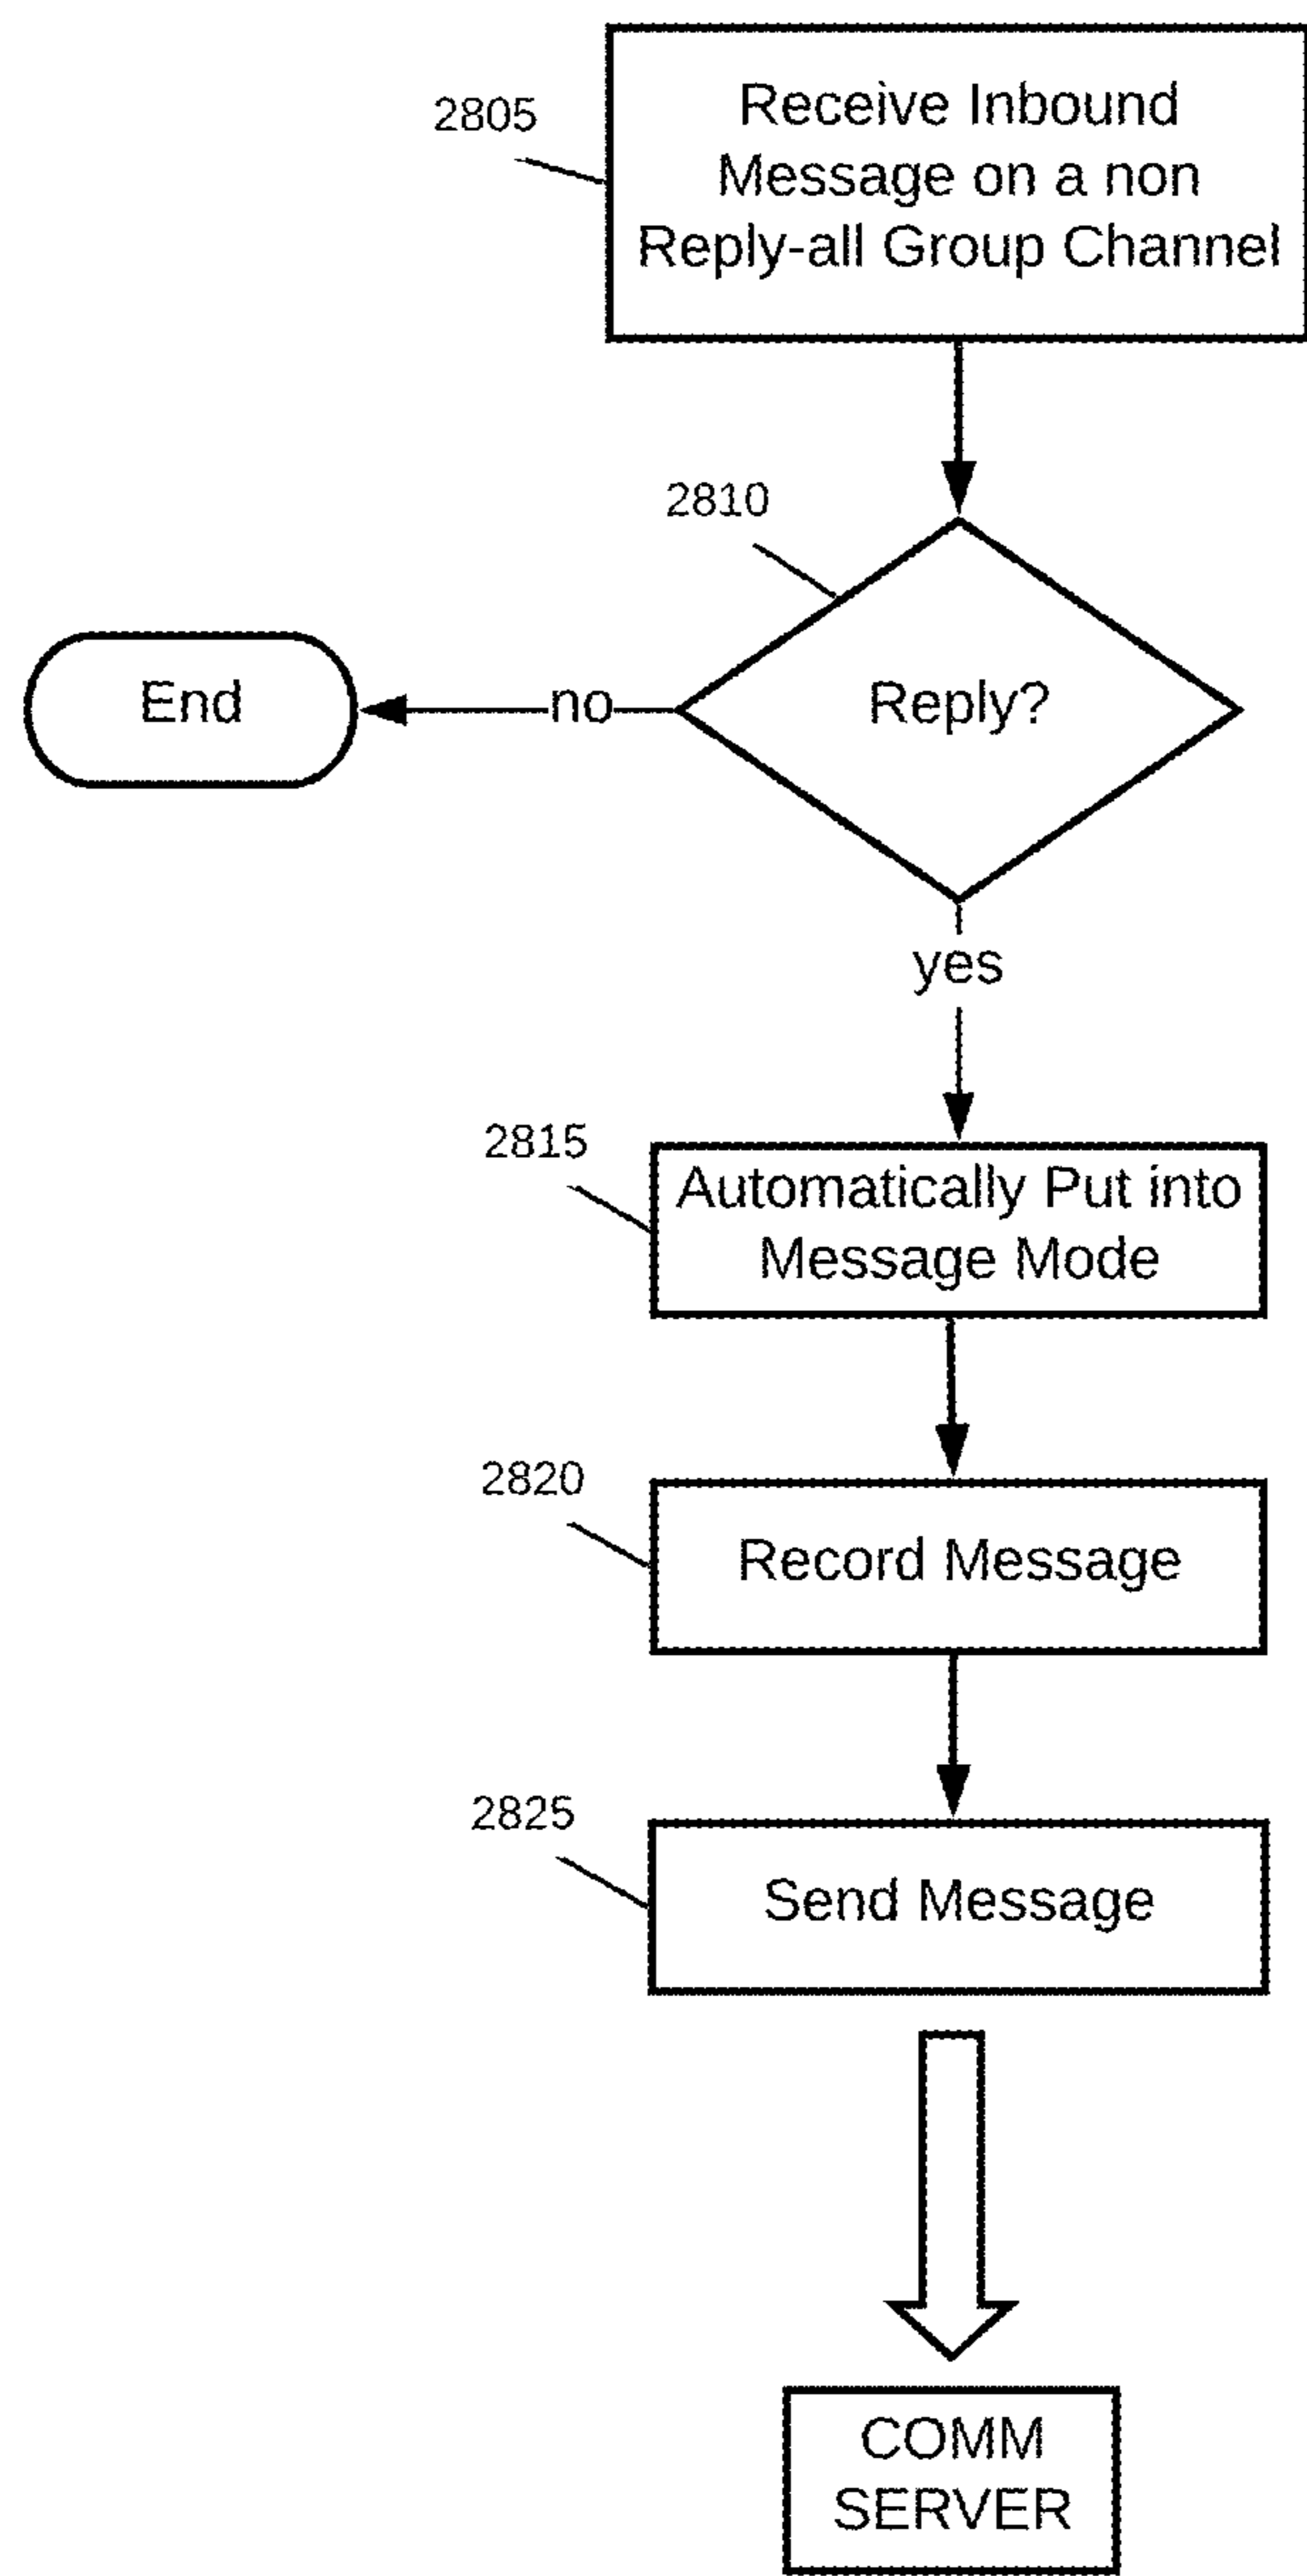 2805
Receive Inbound
Message on a non
Reply-all Group Channel
2810
Reply?
no
End
yes
2815
Automatically Put into
Message Mode
2820
Record Message
2825
Send Message
COMM
SERVER